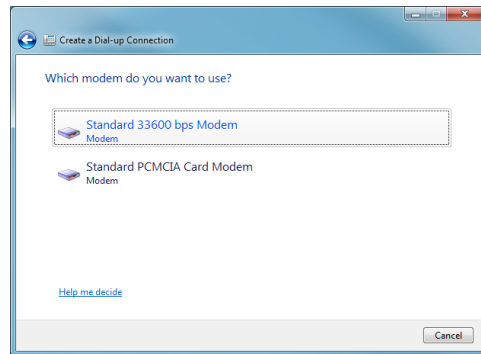 Create a Dial-up Connection
Which modem do you want to use?
Standard 33600 bps Modem
Modem
Standard PCMCIA Card Modem
Modem
Help me decide
Cancel